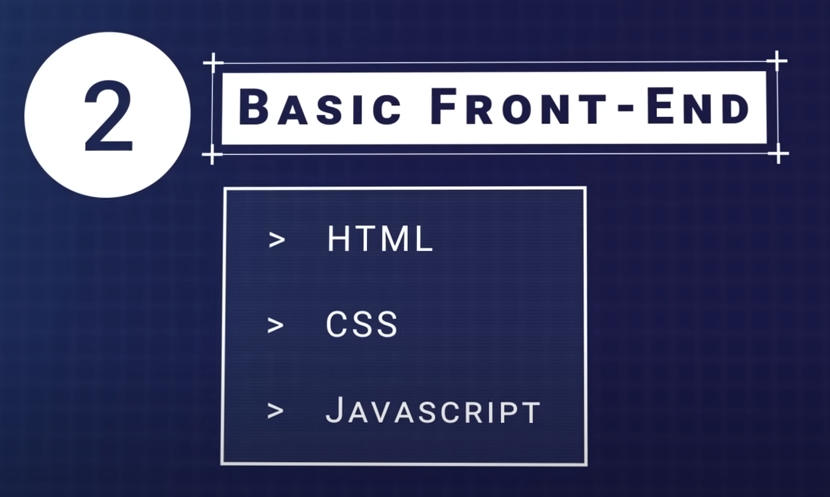 2
Basic Front-End
> HTML
> CSS
> Javascript